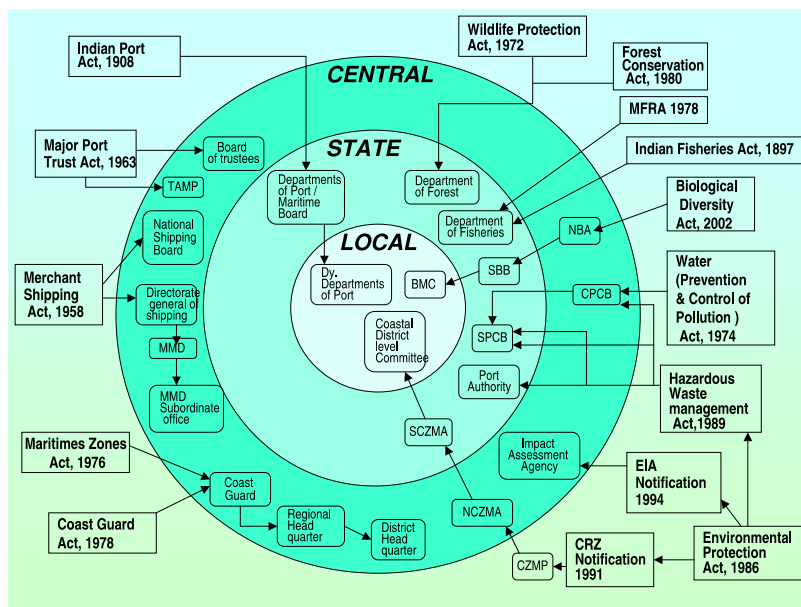 Wildlife Protection
Act, 1972
Indian Port
Act, 1908
Forest
Conservation
Act, 1980
CENTRAL
MFRA 1978
Major Port
Trust Act, 1963
Board
of trustees
STATE
Indian Fisheries Act, 1897
TAMP
Departments
of Port /
Maritime
Board
Department
of Forest
Biological
Diversity
Act, 2002
National
Shipping
Board
Department
of Fisheries
NBA
LOCAL
Dy.
Departments
of Port
BMC
SBB
Water
(Prevention
& Control of
Pollution )
Act, 1974
Merchant
Shipping
Act, 1958
Directorate
general of
shipping
CPCB
Coastal
District
level
Committee
SPCB
MMD
MMD
Subordinate
office
Port
Authority
Hazardous
Waste
management
Act,1989
SCZMA
Maritimes Zones
Act, 1976
Impact
Assessment
Agency
EIA
Notification
1994
Coast
Guard
Regional
Head
quarter
District
Head
quarter
NCZMA
Coast Guard
Act, 1978
CZMP
CRZ
Notification
1991
Environmental
Protection
Act, 1986